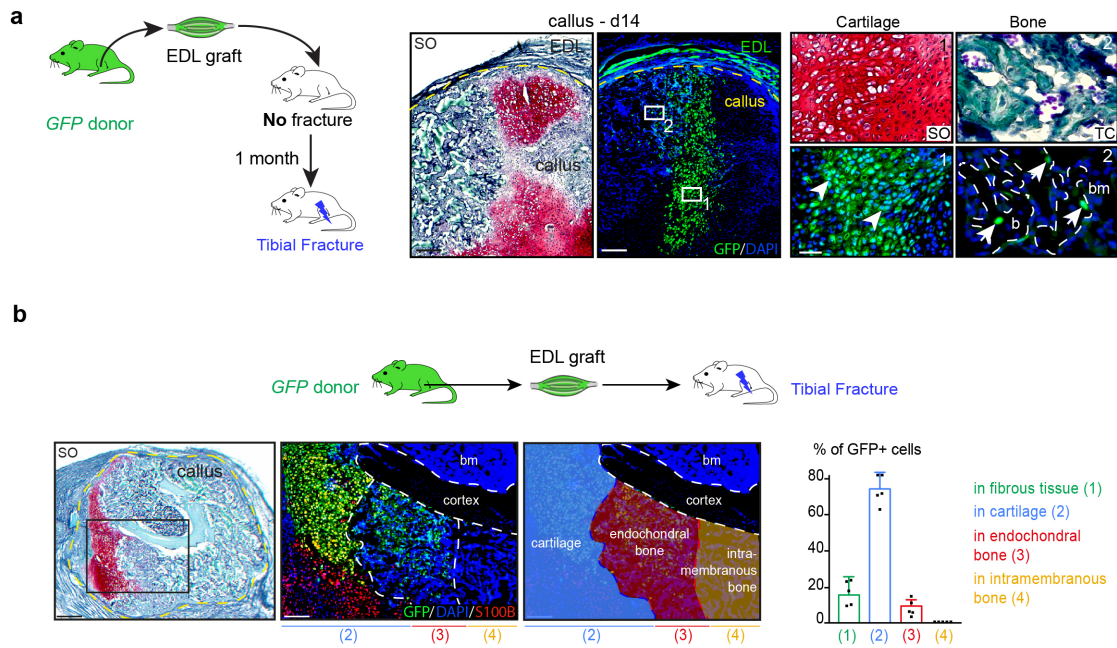 a
GFP donor
EDL graft
No fracture
1 month
Tibial Fracture
callus - d14
SO
EDL
callus
EDL
callus
2
1
GFP/DAPI
Cartilage
Bone
1
SO
2
TC
1
2
bm
b
b
GFP donor
EDL graft
Tibial Fracture
SO
callus
bm
cortex
GFP/DAPI/S100B
(2)
(3)
(4)
bm
cortex
cartilage
endochondral
bone
intra-
membranous
bone
(2)
(3)
(4)
% of GFP+ cells
80
60
40
20
0
(1)
(2)
(3)
(4)
in fibrous tissue (1)
in cartilage (2)
in endochondral
bone (3)
in intramembranous
bone (4)